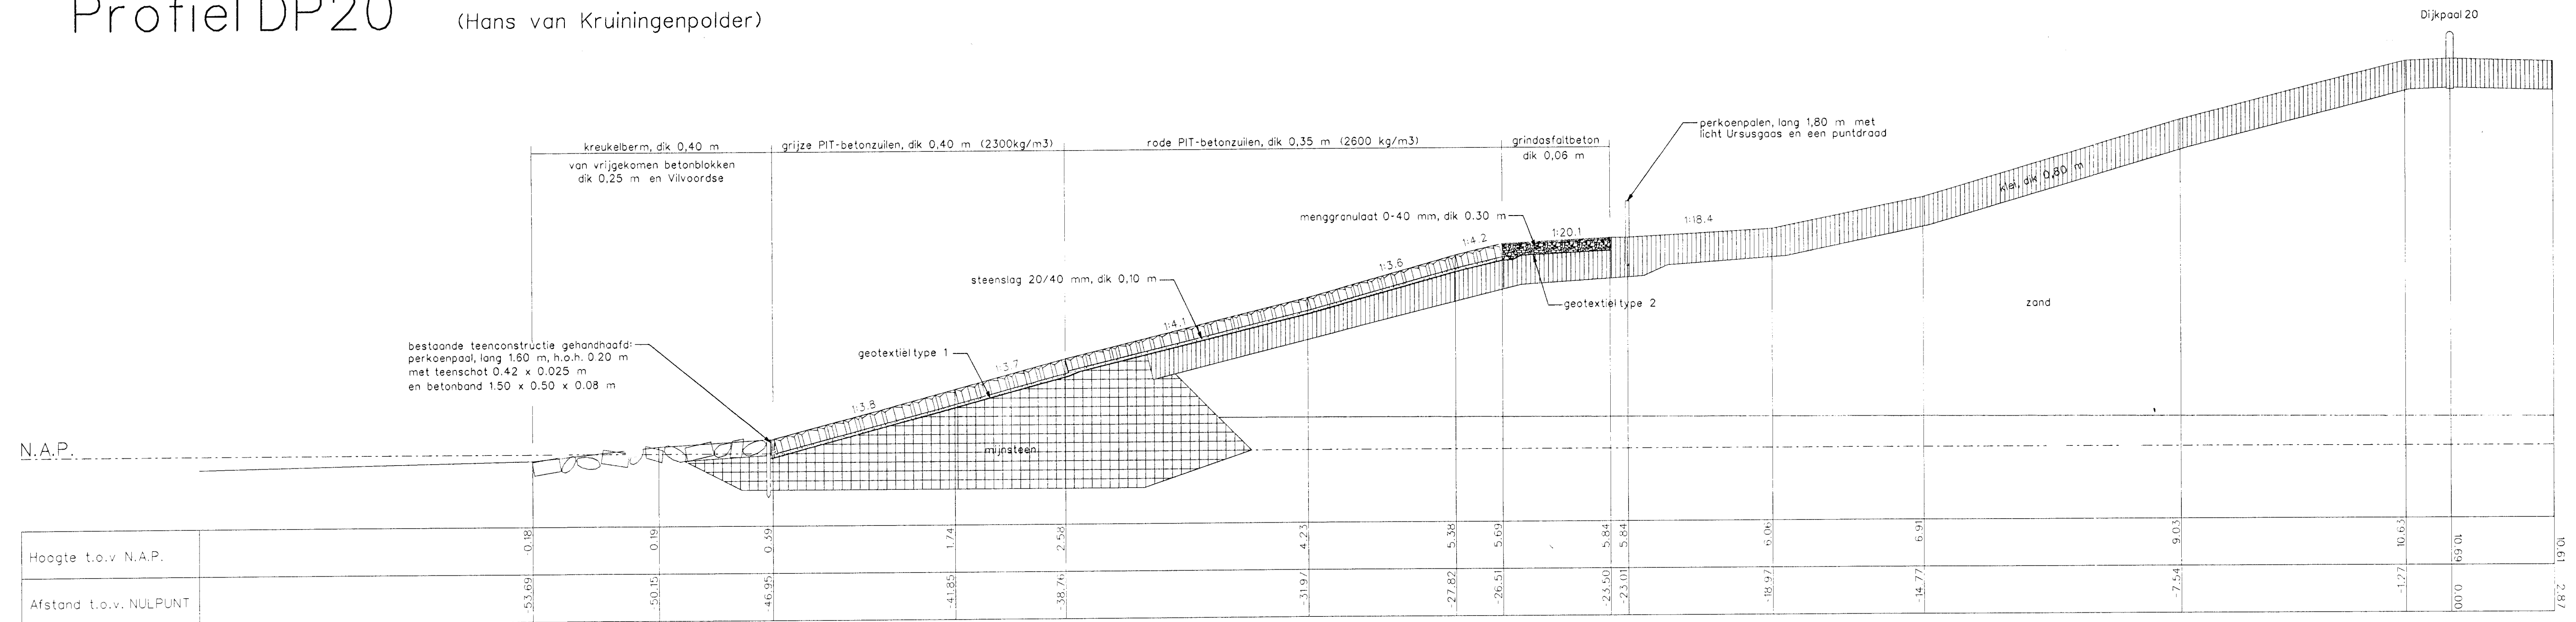 Profiel DP20
(Hans van Kruiningenpolder)
Dijkpaal 20
kreukelberm, dik 0,40 m
van vrijgekomen betonblokken
dik 0,25 m en Vilvoordse
grijze PIT-betonzuilen, dik 0,40 m (2300kg/m3)
rode PIT-betonzuilen, dik 0,35 m (2600 kg/m3)
grindasfaltbeton
dik 0,06 m
perkoenpalen, lang 1,80 m met
licht Ursusgaas en een puntdraad
klei, dik 0,80 m
menggranulaat 0-40 mm, dik 0.30 m
1:20.1
1:18.4
1:4.2
1:3.6
steenslag 20/40 mm, dik 0,10 m
geotextiel type 2
zand
1:4.1
geotextiel type 1
1:3.7
1:3.8
bestaande teenconstructie gehandhaafd:
perkoenpaal, lang 1.60 m, h.o.h. 0.20 m
met teenschot 0.42 x 0.025 m
en betonband 1.50 x 0.50 x 0.08 m
mijnsteen
N.A.P.
Hoogte t.o.v N.A.P.
-0.18 0.19 0.39 1.74 2.58 4.23 5.38 5.69 5.84 5.84 6.06 6.91 9.03 10.63 10.69 10.61
Afstand t.o.v. NULPUNT
-53.69 -50.15 -46.95 -41.85 -38.76 -31.97 -27.82 -26.51 -23.50 -23.01 -18.97 -14.77 -7.54 -1.27 0.00 2.87